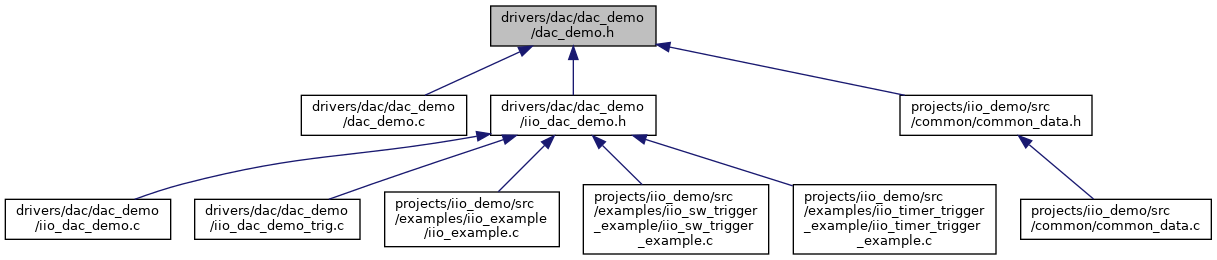 drivers/dac/dac_demo
/dac_demo.h
drivers/dac/dac_demo
/dac_demo.c
drivers/dac/dac_demo
/iio_dac_demo.h
projects/iio_demo/src
/common/common_data.h
drivers/dac/dac_demo
/iio_dac_demo.c
drivers/dac/dac_demo
/iio_dac_demo_trig.c
projects/iio_demo/src
/examples/iio_example
/iio_example.c
projects/iio_demo/src
/examples/iio_sw_trigger
_example/iio_sw_trigger
_example.c
projects/iio_demo/src
/examples/iio_timer_trigger
_example/iio_timer_trigger
_example.c
projects/iio_demo/src
/common/common_data.c